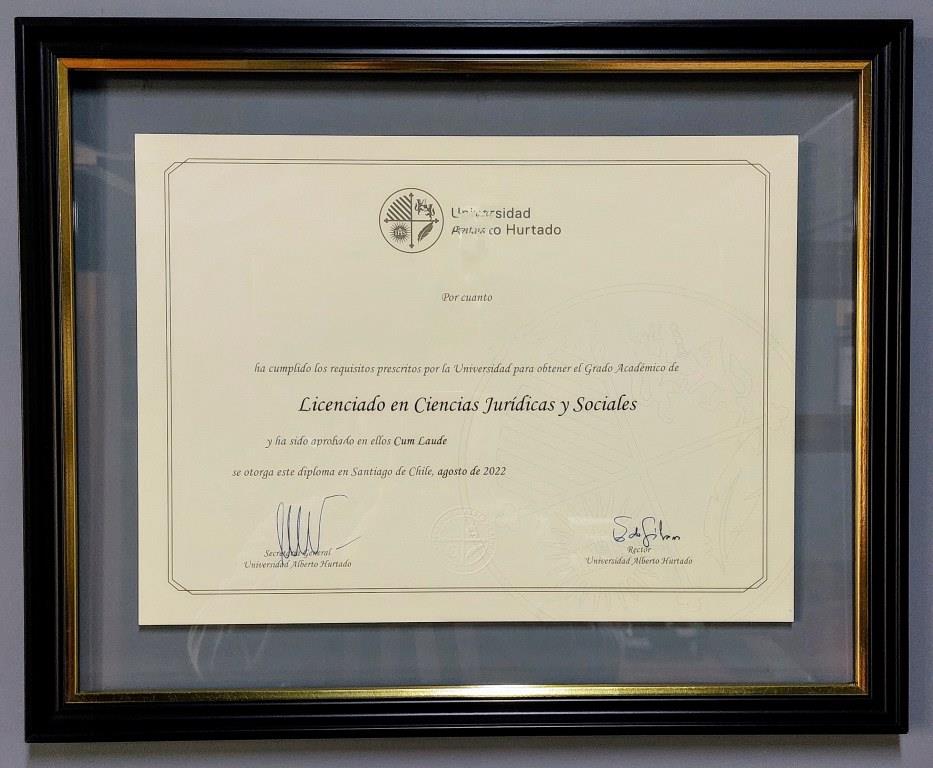 Universidad
Hurtado
Por cuanto
ha cumplido los requisitos prescritos por la Universidad para obtener el Grado Académico de
Licenciado en Ciencias Jurídicas y Sociales
y ha sido aprobado en ellos Cum Laude
se otorga este diploma en Santiago de Chile, agosto de 2022
Secretario General
Universidad Alberto Hurtado
Rector
Universidad Alberto Hurtado